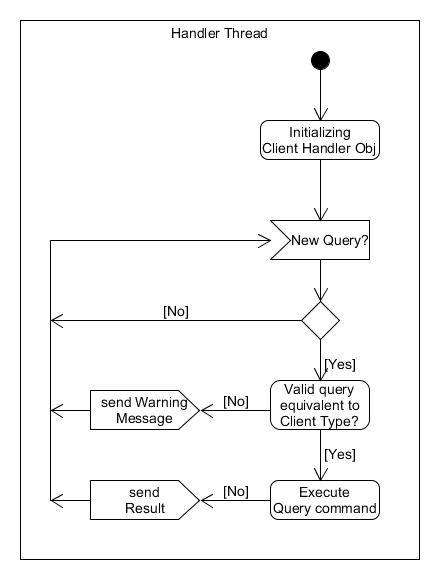 Handler Thread
Initializing
Client Handler Obj
New Query?
[No]
[Yes]
Valid query
equivalent to
Client Type?
[No]
send Warning
Message
[Yes]
Execute
Query command
[No]
send
Result